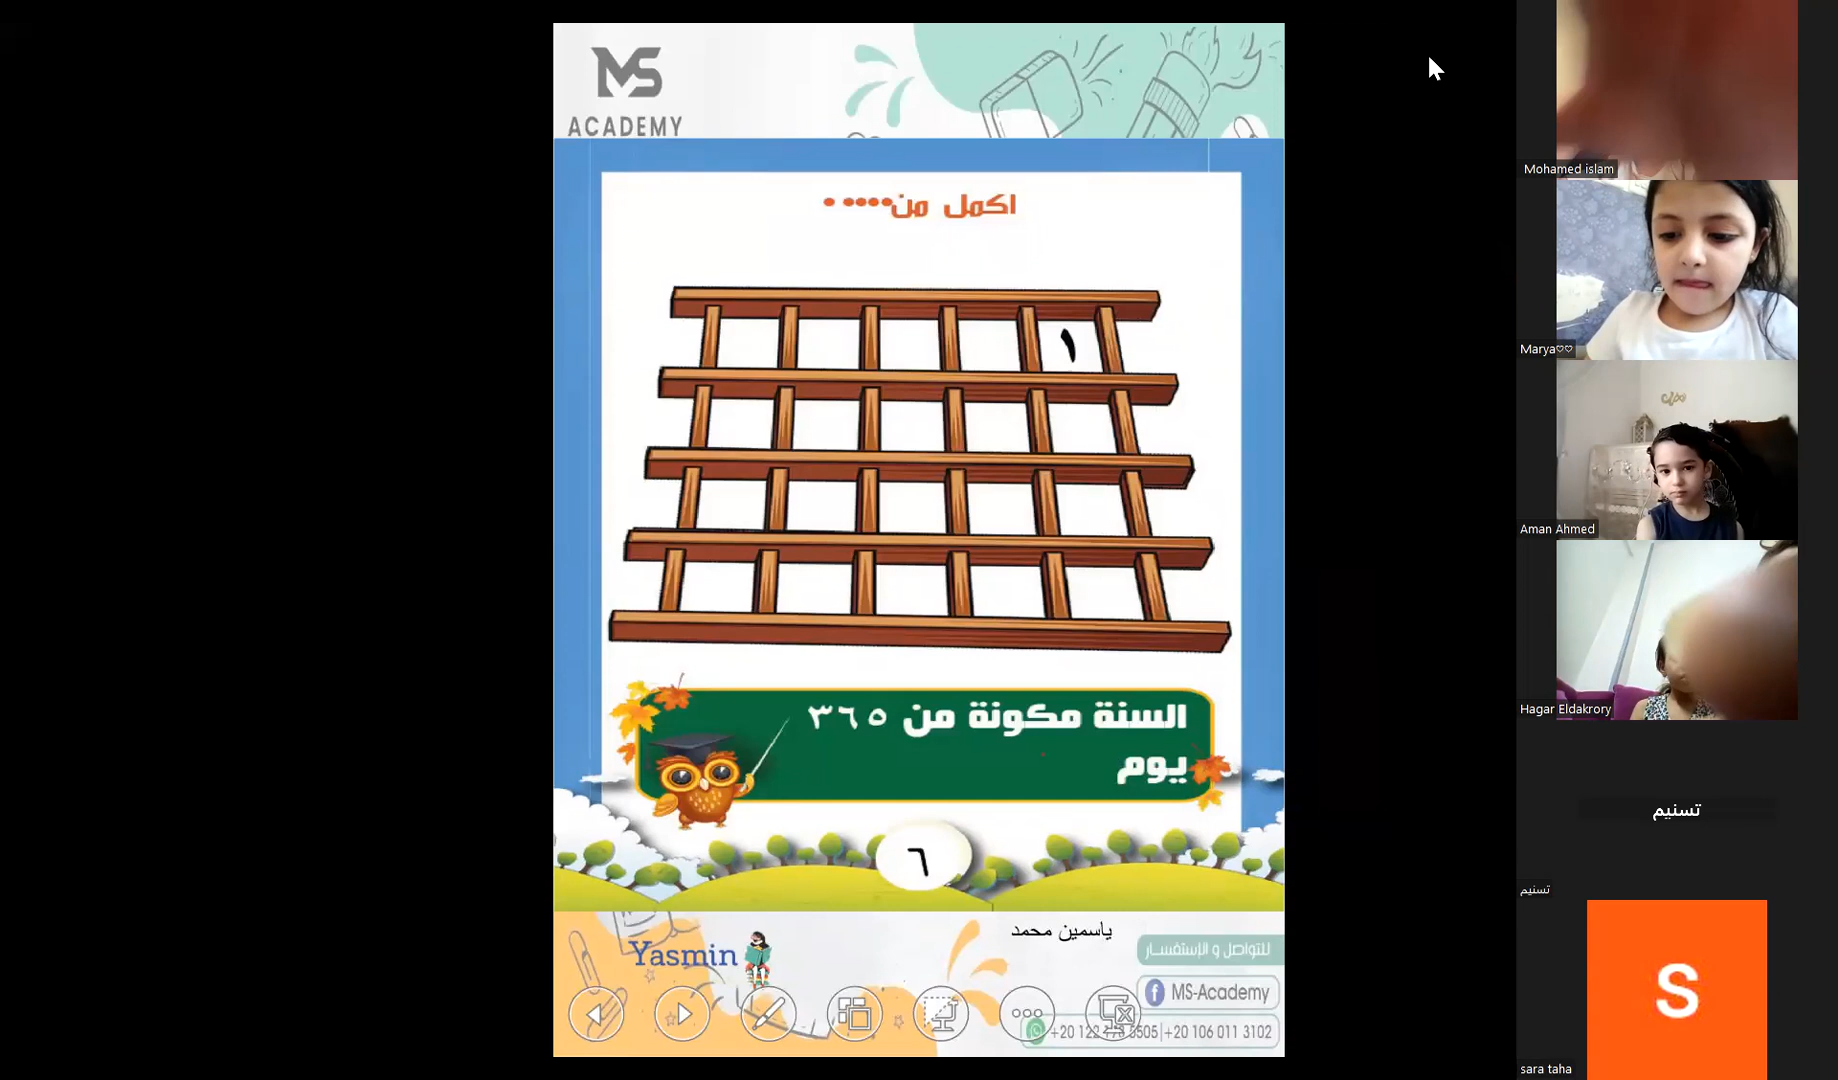 MS
ACADEMY
اكمل من•••• •
١
السنة مكونة من ٣٦٥
يوم
٦
ياسمين محمد
Yasmin
للتواصل و الإستفسار
MS-Academy
+20 106 011 3102
Mohamed islam
Marya♡♡
Aman Ahmed
Hagar Eldakrory
تسنيم
تسنيم
S
sara taha